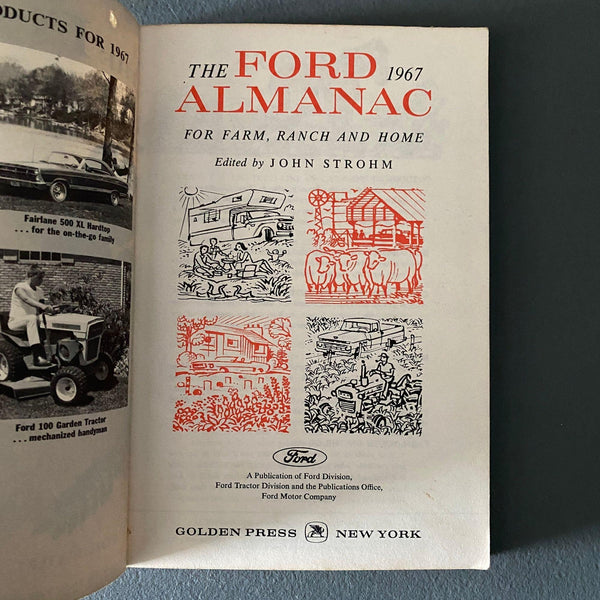 ODUCTS FOR 1967
Fairlane 500 XL Hardtop
. . . for the on-the-go family
Ford 100 Garden Tractor
. . . mechanized handyman
THE FORD 1967
ALMANAC
FOR FARM, RANCH AND HOME
Edited by JOHN STROHM
Ford
A Publication of Ford Division,
Ford Tractor Division and the Publications Office,
Ford Motor Company
GOLDEN PRESS NEW YORK